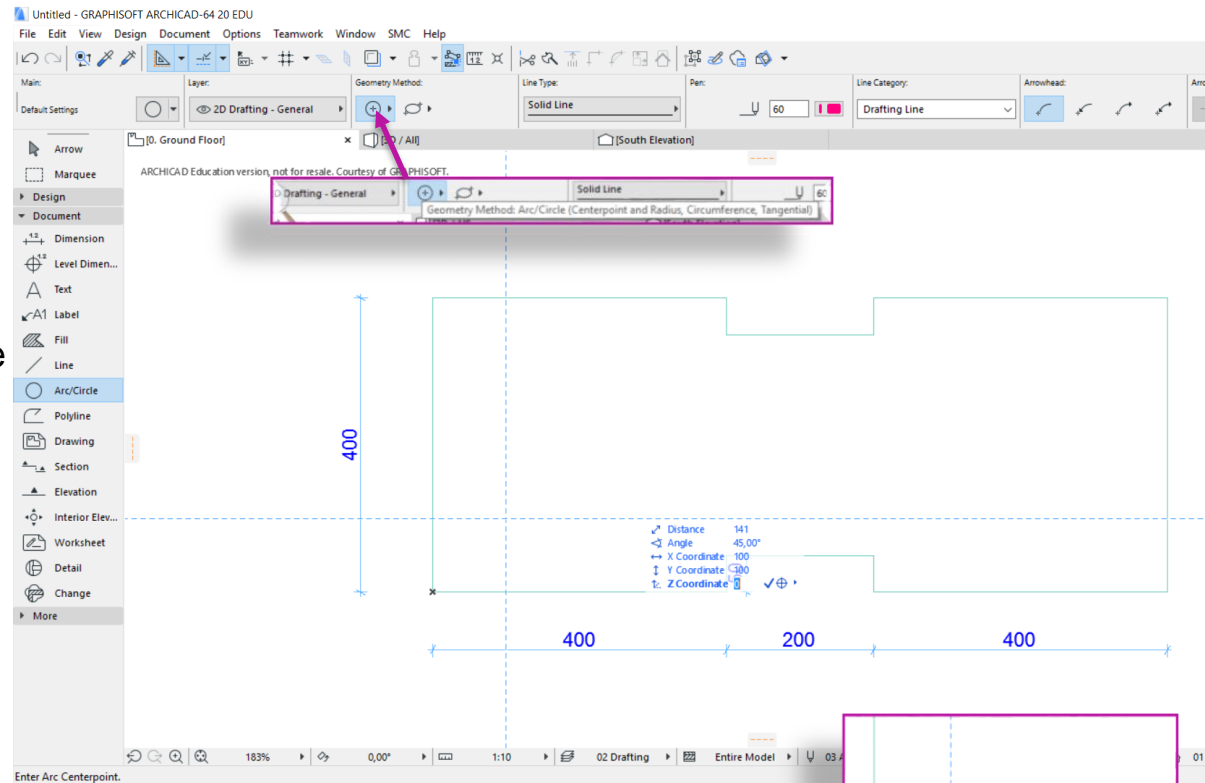 Untitled - GRAPHISOFT ARCHICAD-64 20 EDU
File Edit View Design Document Options Teamwork Window SMC Help
Main: Layer: Geometry Method: Line Type: Pen: Line Category: Arrowhead:
Default Settings 2D Drafting - General Solid Line 60 Drafting Line
[0. Ground Floor] [South Elevation]
ARCHICAD Education version, not for resale. Courtesy of GRAPHISOFT.
Drafting - General Solid Line
Geometry Method: Arc/Circle (Centerpoint and Radius, Circumference, Tangential)
Arrow
Marquee
Design
Document
Dimension
Level Dimen...
Text
A1 Label
Fill
Line
Arc/Circle
Polyline
Drawing
Section
Elevation
Interior Elev...
Worksheet
Detail
Change
More
400
Distance 141
Angle 45,00°
X Coordinate 100
Y Coordinate 100
Z Coordinate 0
400 200 400
183% 0,00° 1:10 02 Drafting Entire Model 03 01
Enter Arc Centerpoint.